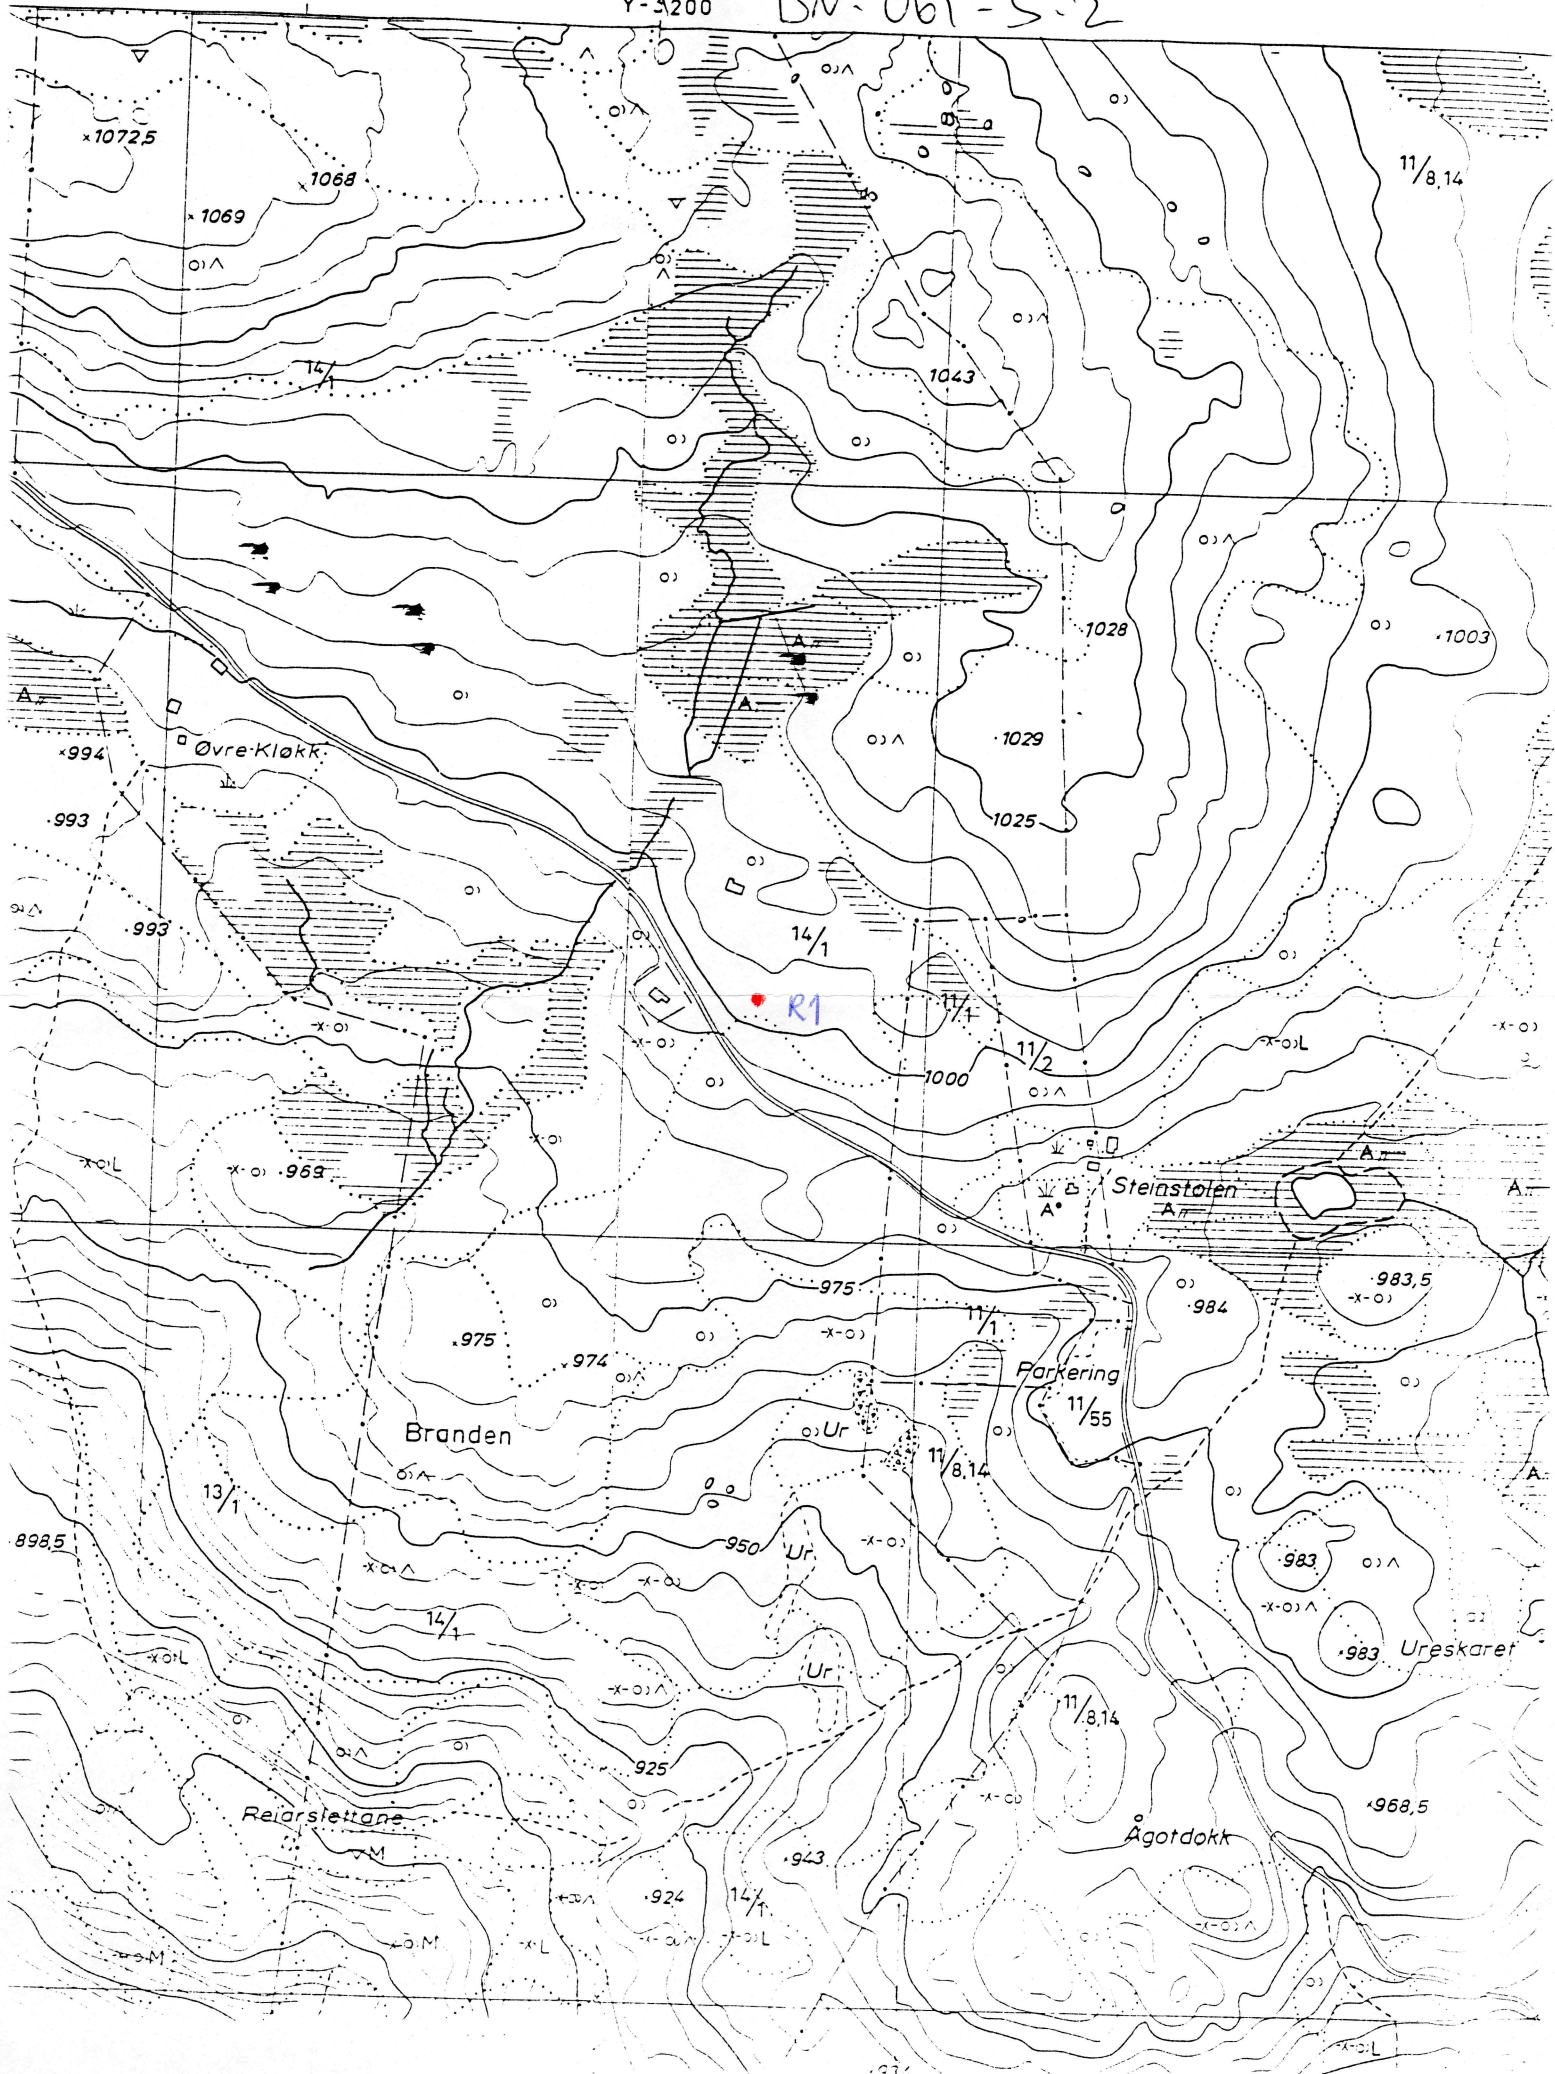 Y-3200
BN-061-5-2
×1072,5
×1068
×1069
11/8,14
14/1
1043
1028
·1003
A
A
A
×994
Øvre Kløkk
·1029
·993
1025
·993
14/1
R1
11/1
11/2
1000
·969
Steinstølen
A
A
A
A
·983,5
975
·984
11/1
×975
×974
Parkering
11/55
Branden
Ur
11/8,14
13/1
A
898,5
950
Ur
·983
14/1
·983
Ureskaret
Ur
11/8,14
925
Reiarslettane
×968,5
Ågotdokk
M
·943
·924
14/1